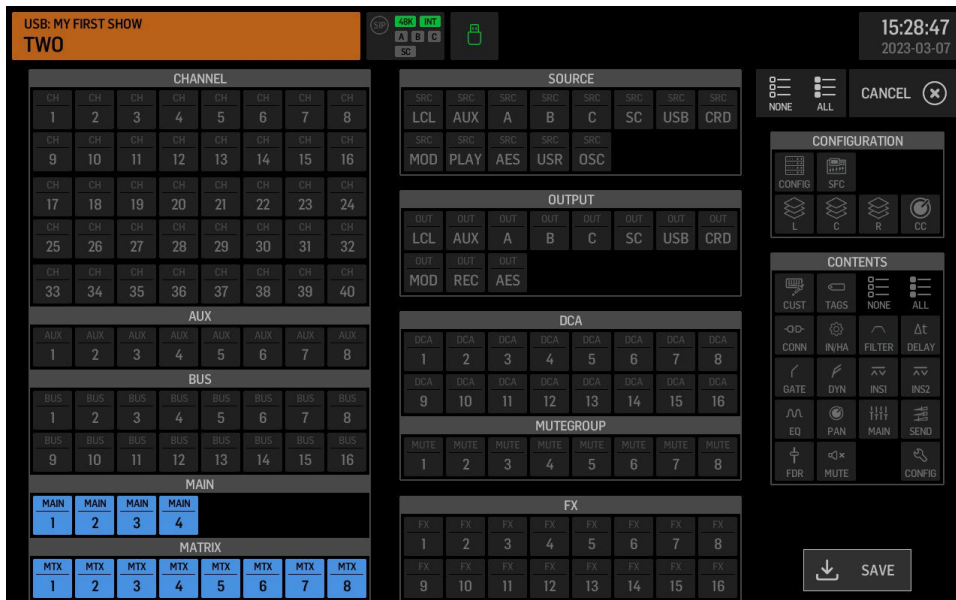 USB: MY FIRST SHOW
TWO
SIP
48K INT
A B C
SC
15:28:47
2023-03-07
CHANNEL
CH CH CH CH CH CH CH CH
1 2 3 4 5 6 7 8
CH CH CH CH CH CH CH CH
9 10 11 12 13 14 15 16
CH CH CH CH CH CH CH CH
17 18 19 20 21 22 23 24
CH CH CH CH CH CH CH CH
25 26 27 28 29 30 31 32
CH CH CH CH CH CH CH CH
33 34 35 36 37 38 39 40
AUX
AUX AUX AUX AUX AUX AUX AUX AUX
1 2 3 4 5 6 7 8
BUS
BUS BUS BUS BUS BUS BUS BUS BUS
1 2 3 4 5 6 7 8
BUS BUS BUS BUS BUS BUS BUS BUS
9 10 11 12 13 14 15 16
MAIN
MAIN MAIN MAIN MAIN
1 2 3 4
MATRIX
MTX MTX MTX MTX MTX MTX MTX MTX
1 2 3 4 5 6 7 8
SOURCE
SRC SRC SRC SRC SRC SRC SRC SRC
LCL AUX A B C SC USB CRD
SRC SRC SRC SRC SRC
MOD PLAY AES USR OSC
OUTPUT
OUT OUT OUT OUT OUT OUT OUT OUT
LCL AUX A B C SC USB CRD
OUT OUT OUT
MOD REC AES
DCA
DCA DCA DCA DCA DCA DCA DCA DCA
1 2 3 4 5 6 7 8
DCA DCA DCA DCA DCA DCA DCA DCA
9 10 11 12 13 14 15 16
MUTEGROUP
MUTE MUTE MUTE MUTE MUTE MUTE MUTE MUTE
1 2 3 4 5 6 7 8
FX
FX FX FX FX FX FX FX FX
1 2 3 4 5 6 7 8
FX FX FX FX FX FX FX FX
9 10 11 12 13 14 15 16
NONE ALL
CANCEL
CONFIGURATION
CONFIG SFC
L C R CC
CONTENTS
CUST TAGS NONE ALL
Δt
CONN IN/HA FILTER DELAY
GATE DYN INS1 INS2
EQ PAN MAIN SEND
FDR MUTE CONFIG
SAVE